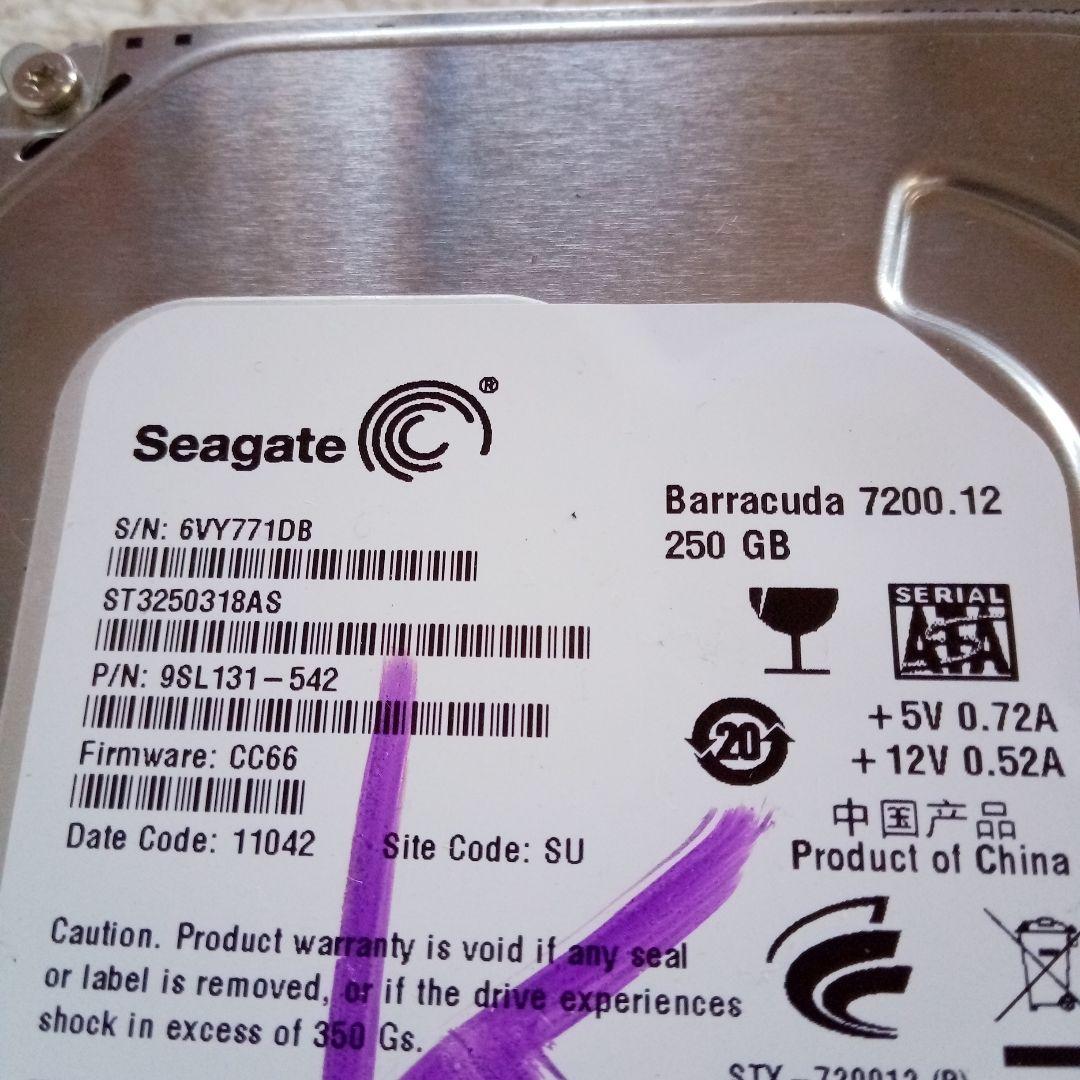 Seagate ®
S/N: 6VY771DB
ST3250318AS
P/N: 9SL131-542
Firmware: CC66
Date Code: 11042 Site Code: SU
Barracuda 7200.12
250 GB
SERIAL
ATA
20
+5V 0.72A
+12V 0.52A
中国产品
Product of China
Caution. Product warranty is void if any seal
or label is removed, or if the drive experiences
shock in excess of 350 Gs.